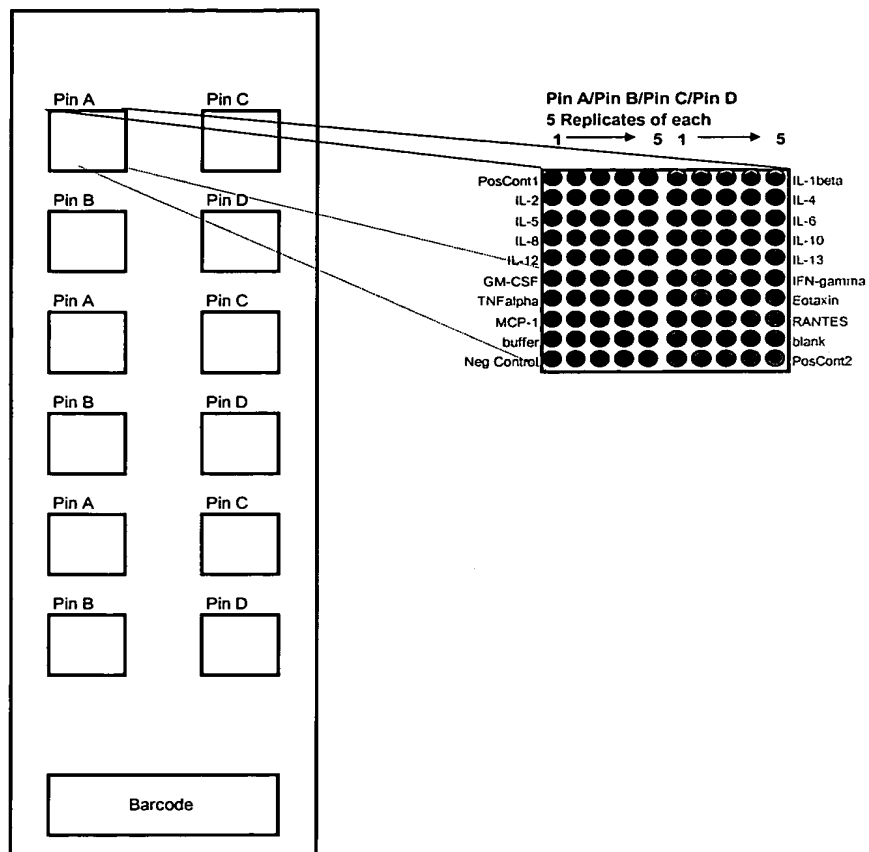 Pin A Pin C
Pin B Pin D
Pin A Pin C
Pin B Pin D
Pin A Pin C
Pin B Pin D
Barcode
Pin A/Pin B/Pin C/Pin D
5 Replicates of each
1 5 1 5
PosCont1 IL-1beta
IL-2 IL-4
IL-5 IL-6
IL-8 IL-10
IL-12 IL-13
GM-CSF IFN-gamma
TNFalpha Eotaxin
MCP-1 RANTES
buffer blank
Neg Control PosCont2